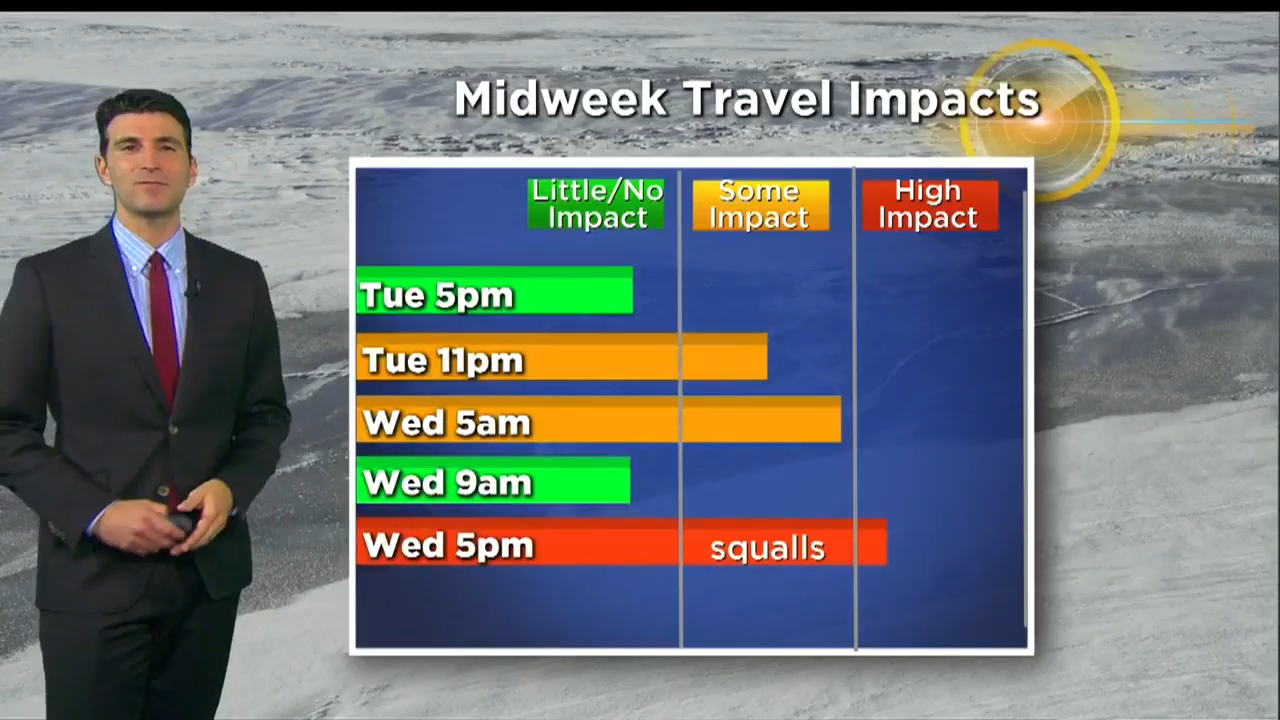 Midweek Travel Impacts
Little/No
Impact
Some
Impact
High
Impact
Tue 5pm
Tue 11pm
Wed 5am
Wed 9am
Wed 5pm
squalls